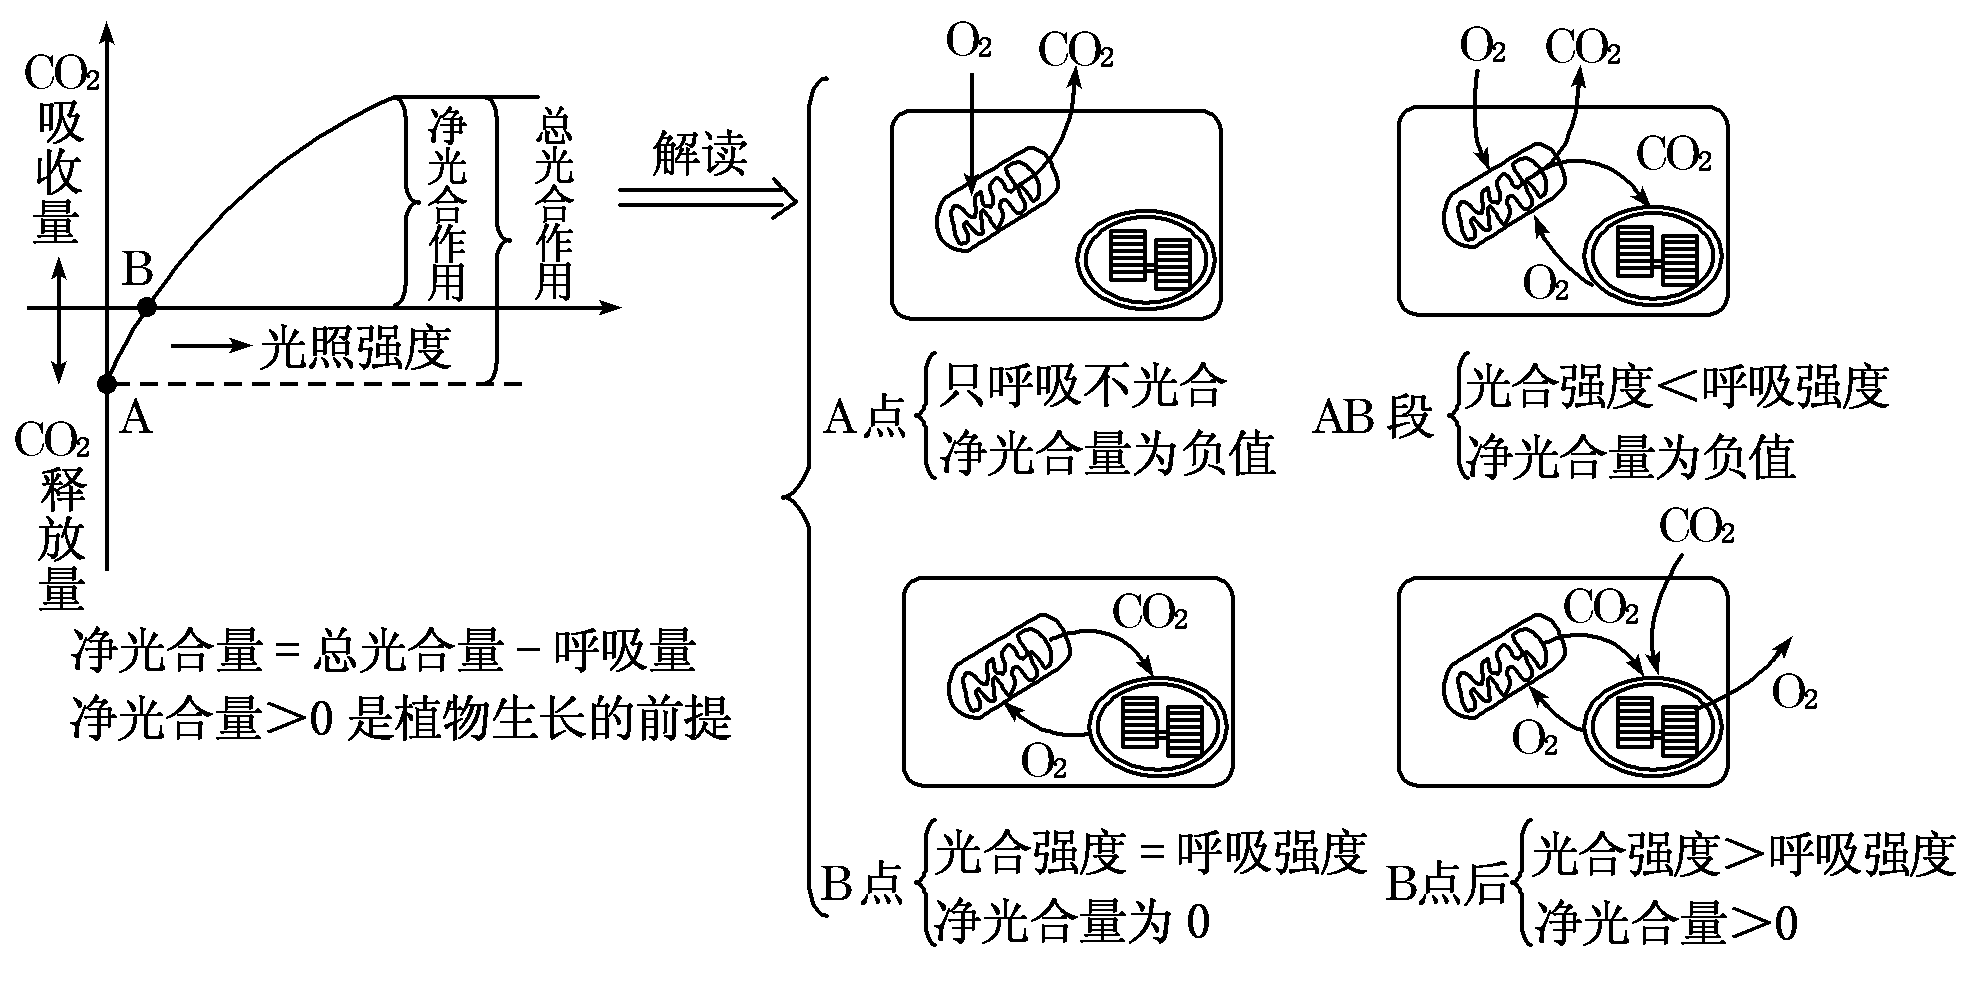 CO₂吸收量
CO₂释放量
B
A
光照强度
净光合作用
总光合作用
净光合量=总光合量-呼吸量
净光合量>0 是植物生长的前提
解读
O₂
CO₂
A点
只呼吸不光合
净光合量为负值
O₂
CO₂
CO₂
O₂
AB段
光合强度<呼吸强度
净光合量为负值
CO₂
O₂
B点
光合强度=呼吸强度
净光合量为 0
CO₂
CO₂
O₂
O₂
B点后
光合强度>呼吸强度
净光合量>0